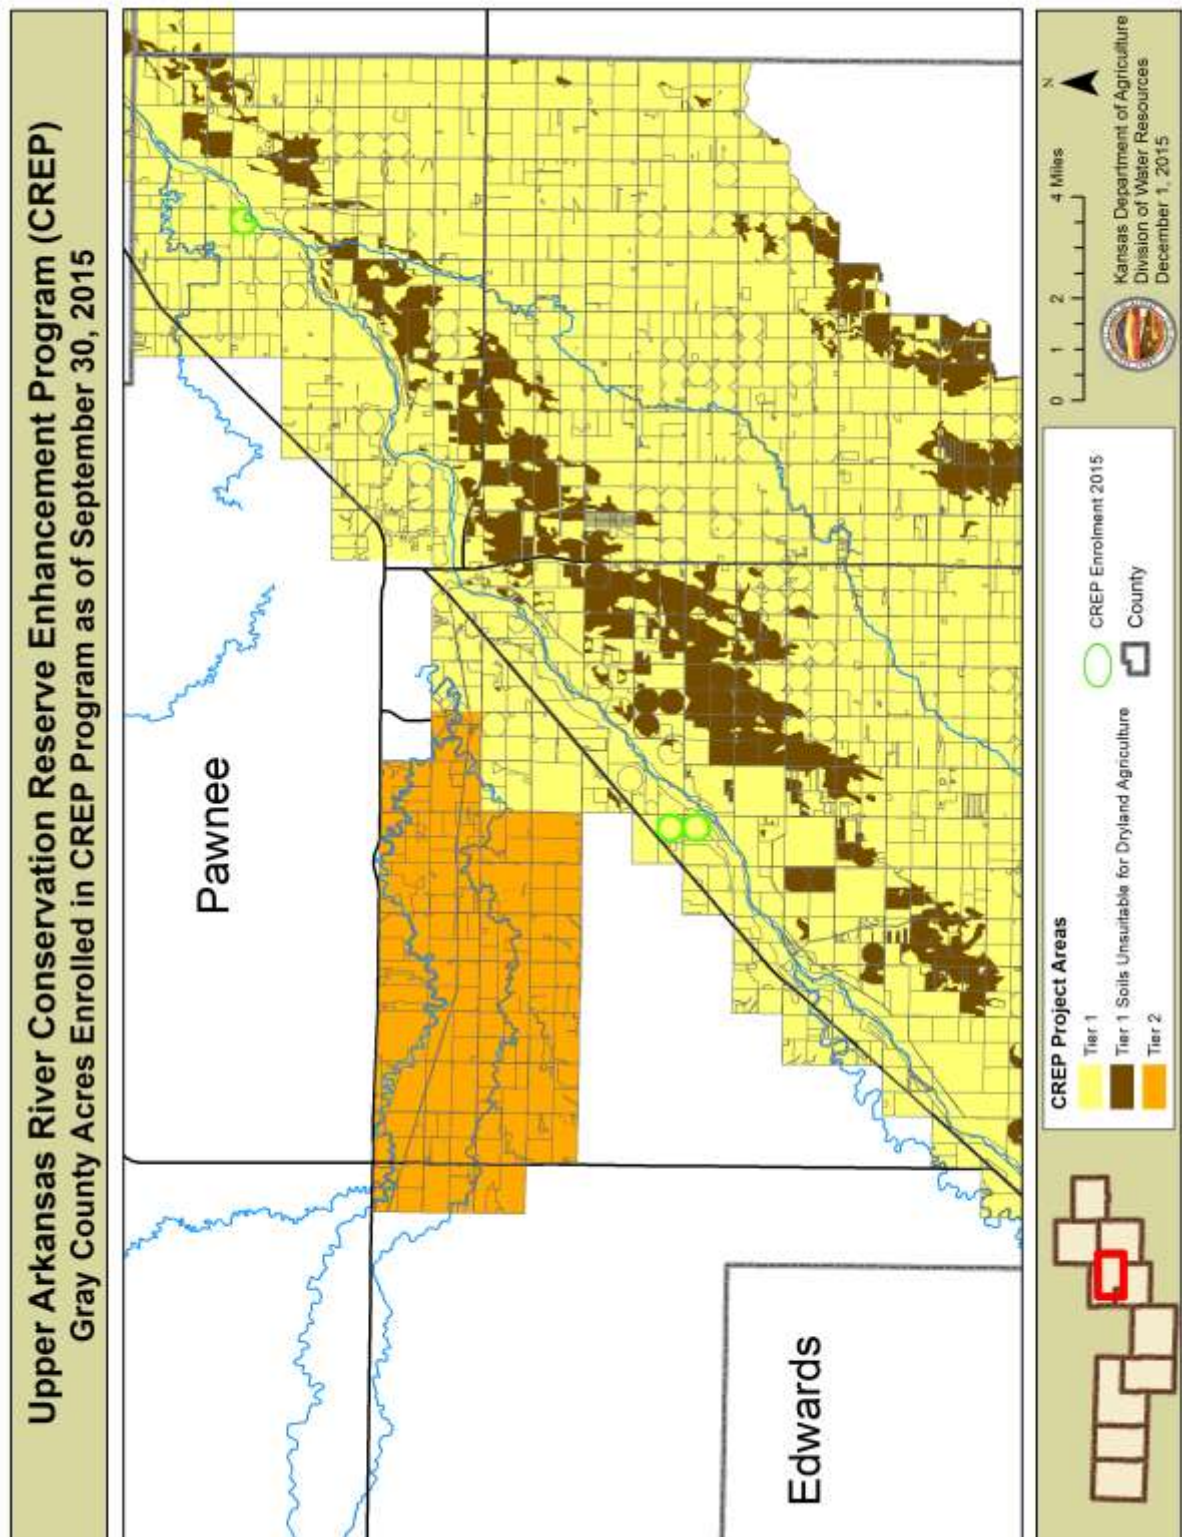 Upper Arkansas River Conservation Reserve Enhancement Program (CREP)
Gray County Acres Enrolled in CREP Program as of September 30, 2015
Pawnee
Edwards
CREP Project Areas
Tier 1
Tier 1 Soils Unsuitable for Dryland Agriculture
Tier 2
CREP Enrolment 2015
County
0 1 2 4 Miles
N
Kansas Department of Agriculture
Division of Water Resources
December 1, 2015